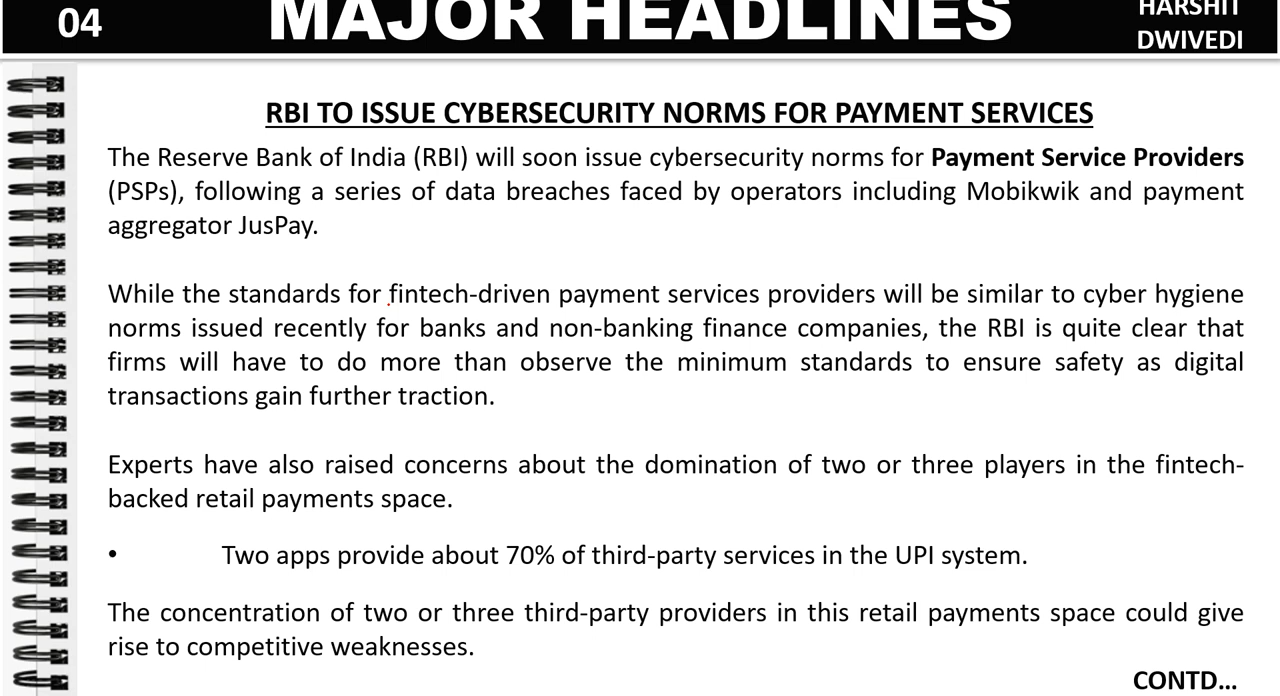 04
MAJOR HEADLINES
HARSHIT
DWIVEDI
RBI TO ISSUE CYBERSECURITY NORMS FOR PAYMENT SERVICES
The Reserve Bank of India (RBI) will soon issue cybersecurity norms for Payment Service Providers
(PSPs), following a series of data breaches faced by operators including Mobikwik and payment
aggregator JusPay.
While the standards for fintech-driven payment services providers will be similar to cyber hygiene
norms issued recently for banks and non-banking finance companies, the RBI is quite clear that
firms will have to do more than observe the minimum standards to ensure safety as digital
transactions gain further traction.
Experts have also raised concerns about the domination of two or three players in the fintech-
backed retail payments space.
• Two apps provide about 70% of third-party services in the UPI system.
The concentration of two or three third-party providers in this retail payments space could give
rise to competitive weaknesses.
CONTD...